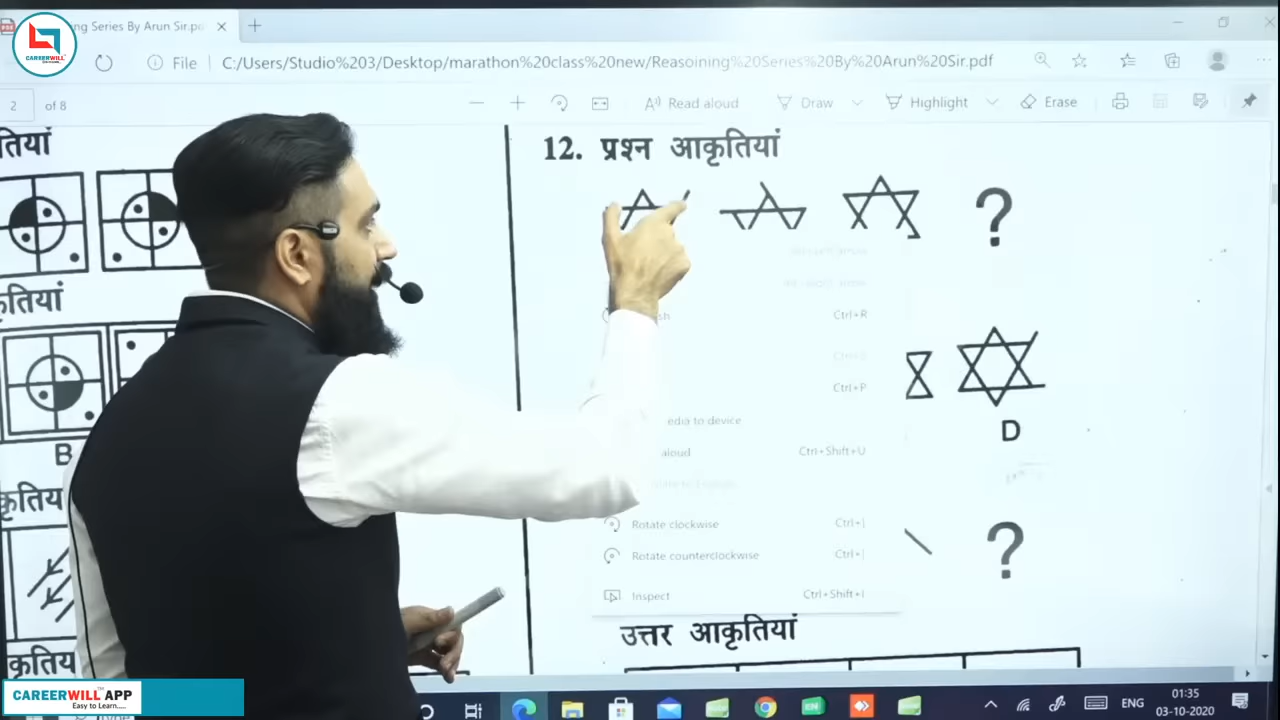 ng Series By Arun Sir.pd
CAREERWILL
File
C:/Users/Studio%203/Desktop/marathon%20class%20new/Reasoining%20Series%20By%20Arun%20Sir.pdf
2 of 8
Read aloud
Draw
Highlight
Erase
तियां
12. प्रश्न आकृतियां
?
Ctrl+R
कृतियां
Ctrl+P
edia to device
B
D
aloud
Ctrl+Shift+U
कृतिय
Rotate clockwise
Ctrl+]
Rotate counterclockwise
Ctrl+[
?
Inspect
Ctrl+Shift+I
उत्तर आकृतियां
कृतिय
CAREERWILL APP
Easy to Learn.....
ENG
01:35
03-10-2020